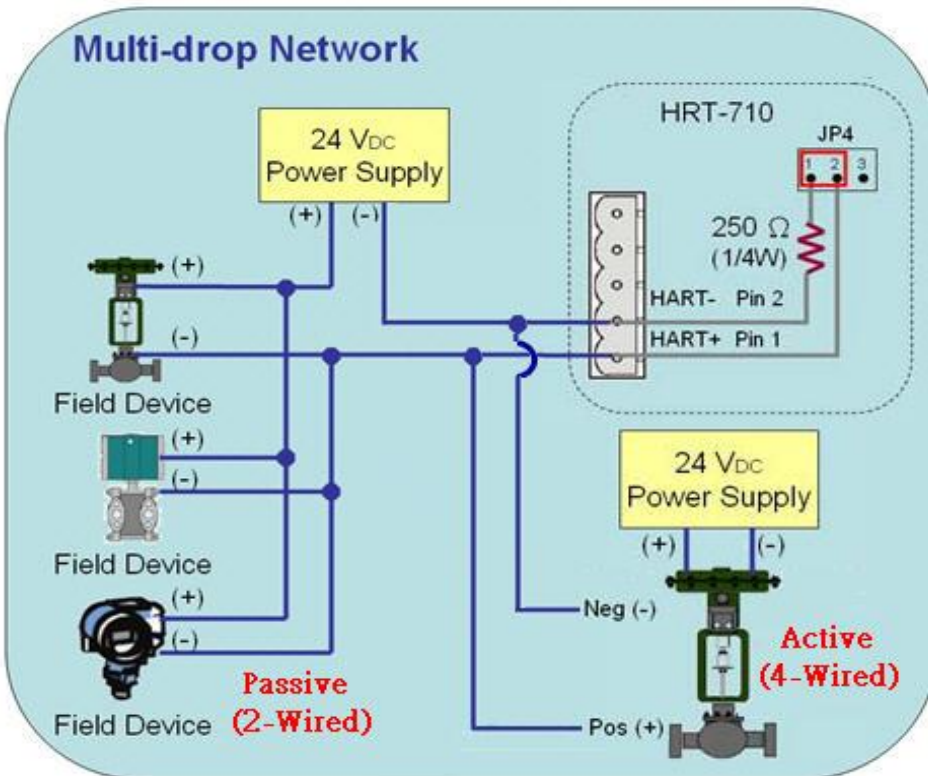 Multi-drop Network
24 VDC
Power Supply
(+)
(-)
HRT-710
JP4
1 2 3
250 Ω
(1/4W)
HART- Pin 2
HART+ Pin 1
(+)
(-)
Field Device
(+)
(-)
Field Device
(+)
(-)
Field Device
Passive
(2-Wired)
24 VDC
Power Supply
(+)
(-)
Neg (-)
Active
(4-Wired)
Pos (+)